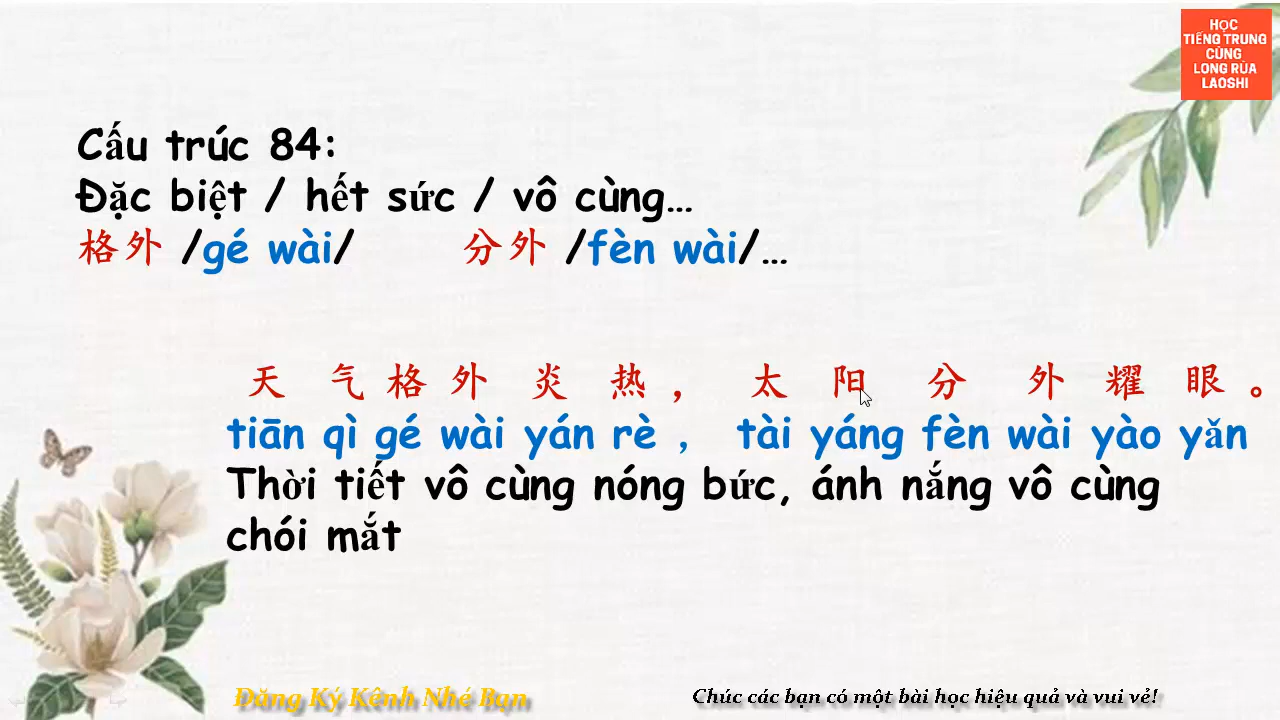 HỌC
TIẾNG TRUNG
CÙNG
LONG RÙA
LAOSHI
Cấu trúc 84:
Đặc biệt / hết sức / vô cùng…
格外 /gé wài/ 分外 /fèn wài/…
天 气 格 外 炎 热 ， 太 阳 分 外 耀 眼 。
tiān qì gé wài yán rè ， tài yáng fèn wài yào yǎn
Thời tiết vô cùng nóng bức, ánh nắng vô cùng
chói mắt
Đăng Ký Kênh Nhé Bạn
Chúc các bạn có một bài học hiệu quả và vui vẻ!